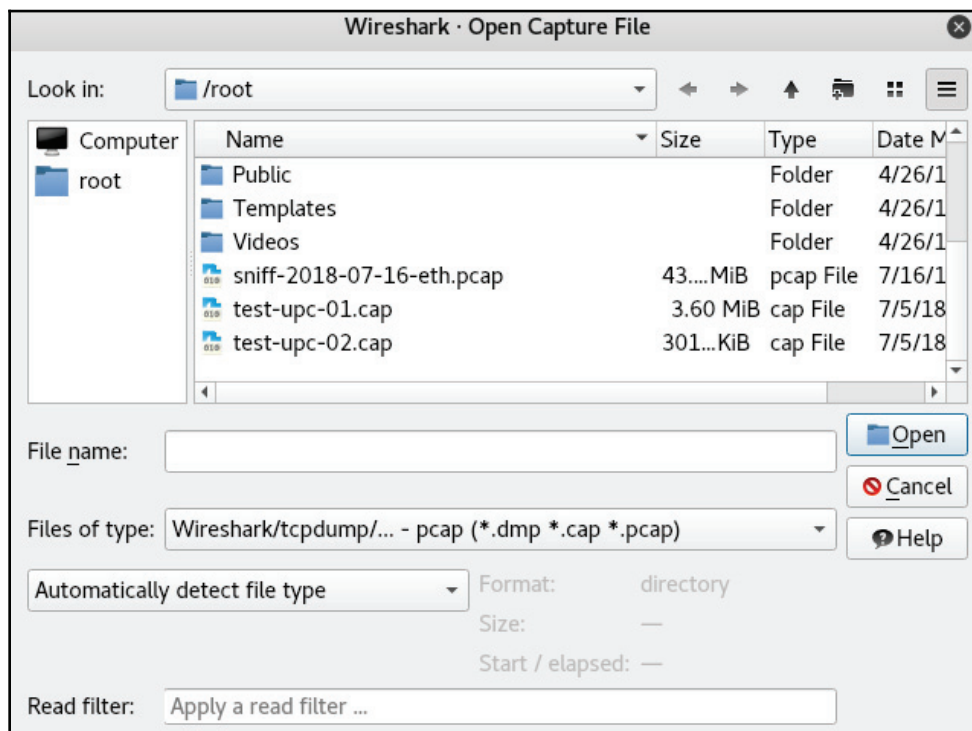 Wireshark · Open Capture File
Look in: /root
Computer
root
Name Size Type Date M
Public Folder 4/26/1
Templates Folder 4/26/1
Videos Folder 4/26/1
sniff-2018-07-16-eth.pcap 43....MiB pcap File 7/16/1
test-upc-01.cap 3.60 MiB cap File 7/5/18
test-upc-02.cap 301...KiB cap File 7/5/18
File name:
Open
Cancel
Files of type: Wireshark/tcpdump/... - pcap (*.dmp *.cap *.pcap)
Help
Automatically detect file type
Format: directory
Size: —
Start / elapsed: —
Read filter: Apply a read filter ...